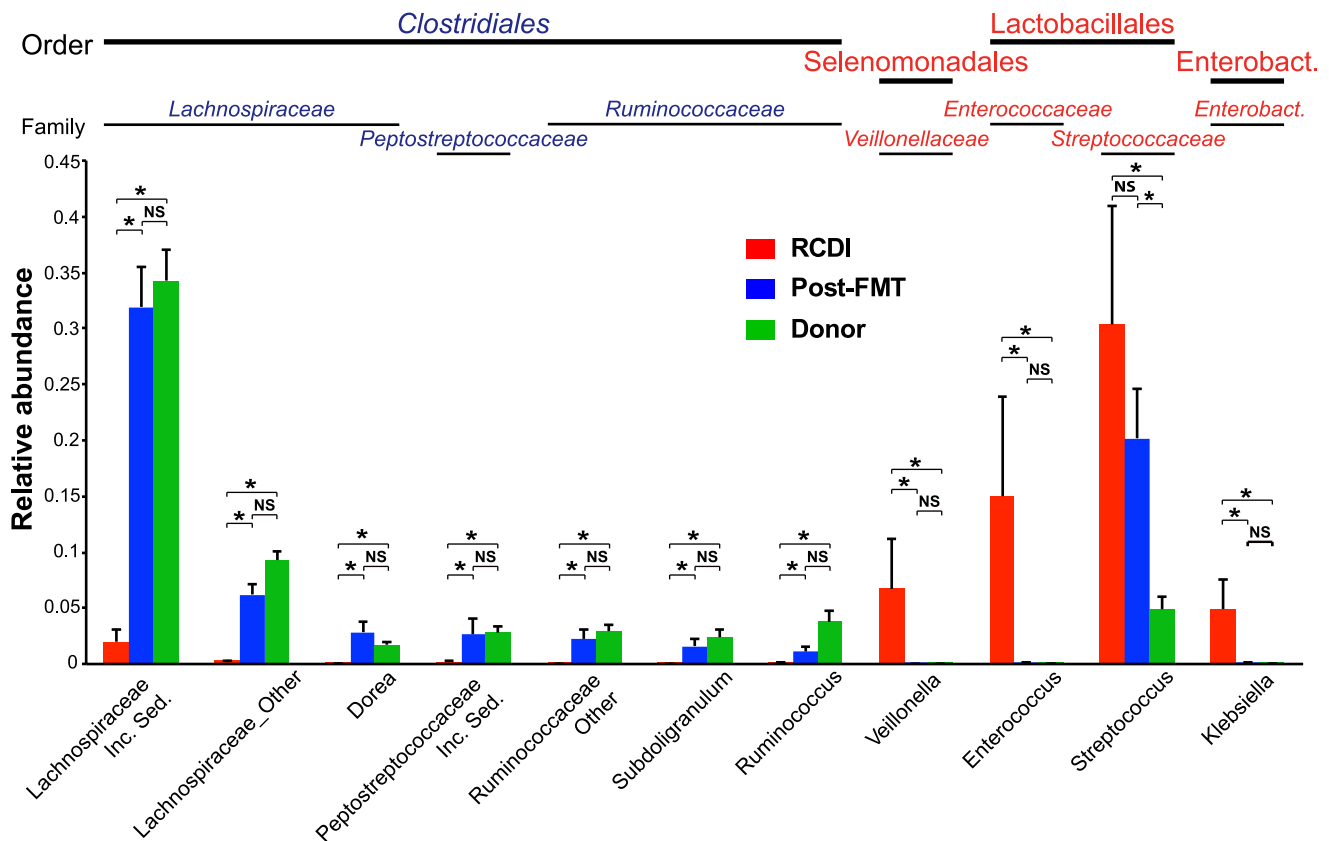 Clostridiales
Lactobacillales
Order
Selenomonadales
Enterobact.
Lachnospiraceae
Ruminococcaceae
Enterococcaceae
Enterobact.
Family
Peptostreptococcaceae
Veillonellaceae
Streptococcaceae
Relative abundance
0.45
0.4
0.35
0.3
0.25
0.2
0.15
0.1
0.05
0
* NS *
* NS *
* NS *
* NS *
* NS *
* NS *
* NS *
* * NS
* * NS
* NS *
* * NS
RCDI
Post-FMT
Donor
Lachnospiraceae
Inc. Sed.
Lachnospiraceae_Other
Dorea
Peptostreptococcaceae
Inc. Sed.
Ruminococcaceae
Other
Subdoligranulum
Ruminococcus
Veillonella
Enterococcus
Streptococcus
Klebsiella